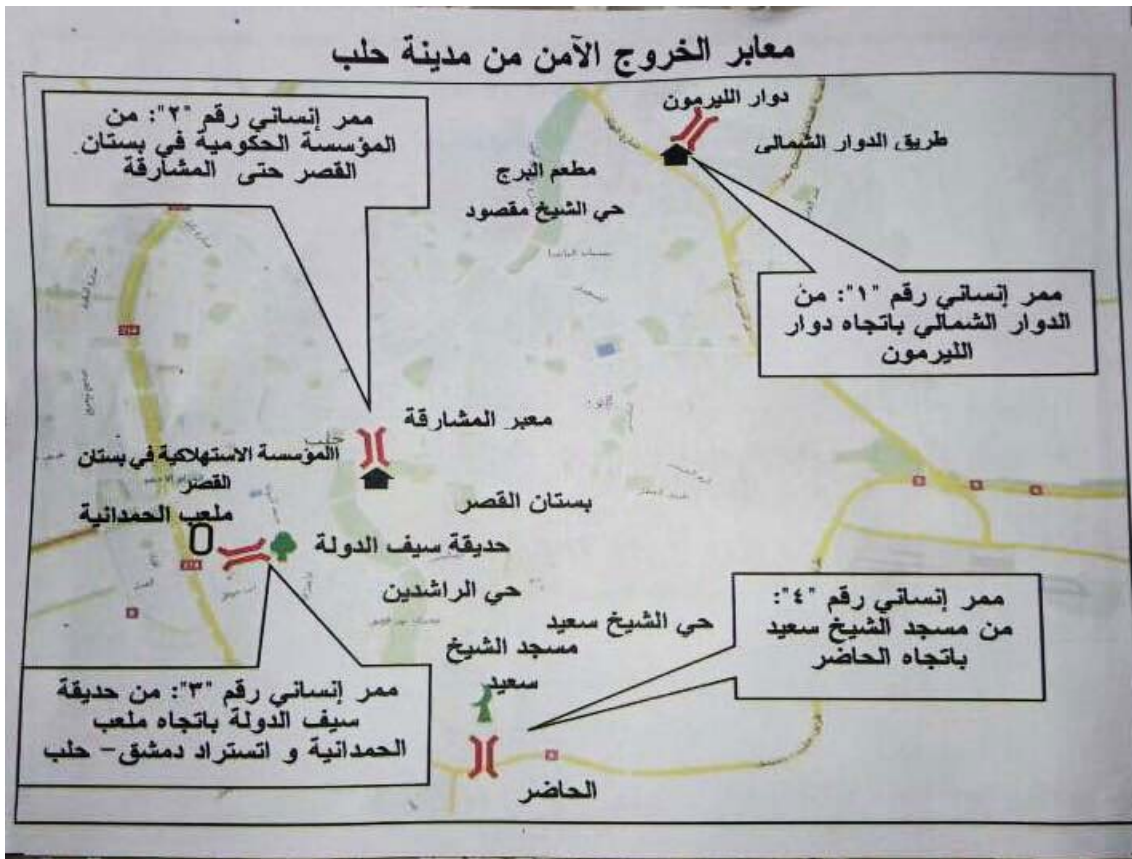 معابر الخروج الآمن من مدينة حلب
دوار الليرمون
طريق الدوار الشمالي
ممر إنساني رقم "٢": من
المؤسسة الحكومية في بستان
القصر حتى المشارقة
مطعم البرج
حي الشيخ مقصود
ممر إنساني رقم "١": من
الدوار الشمالي باتجاه دوار
الليرمون
معبر المشارقة
حلب
المؤسسة الاستهلاكية في بستان
القصر
بستان القصر
ملعب الحمدانية
حديقة سيف الدولة
حي الراشدين
حي الشيخ سعيد
مسجد الشيخ
سعيد
ممر إنساني رقم "٤":
من مسجد الشيخ سعيد
باتجاه الحاضر
ممر إنساني رقم "٣": من حديقة
سيف الدولة باتجاه ملعب
الحمدانية و اتستراد دمشق– حلب
الحاضر